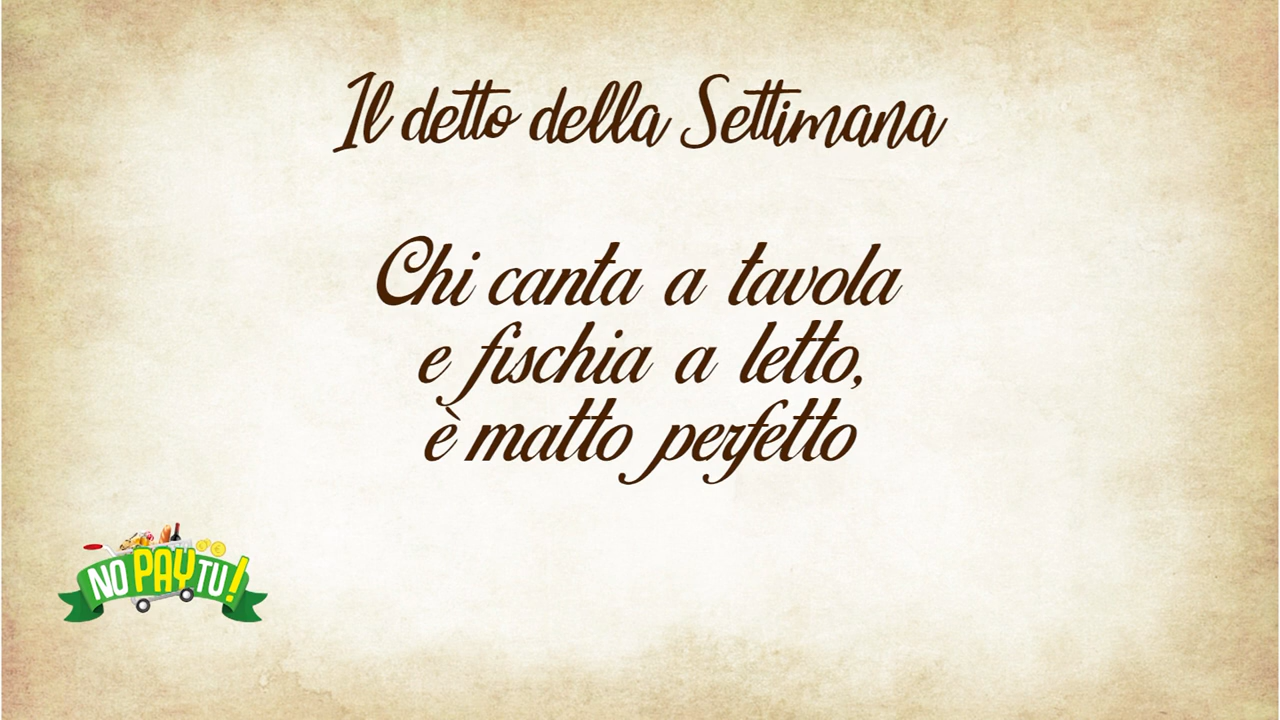 Il detto della Settimana
Chi canta a tavola
e fischia a letto,
è matto perfetto
NO PAY TU!